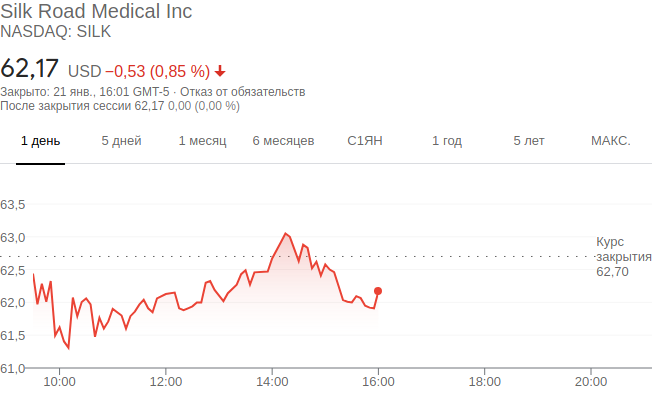 Silk Road Medical Inc
NASDAQ: SILK
62,17 USD −0,53 (0,85 %)
Закрыто: 21 янв., 16:01 GMT-5 · Отказ от обязательств
После закрытия сессии 62,17 0,00 (0,00 %)
1 день 5 дней 1 месяц 6 месяцев С1ЯН 1 год 5 лет МАКС.
63,5
63,0
Курс
закрытия
62,70
62,5
62,0
61,5
61,0
10:00 12:00 14:00 16:00 18:00 20:00